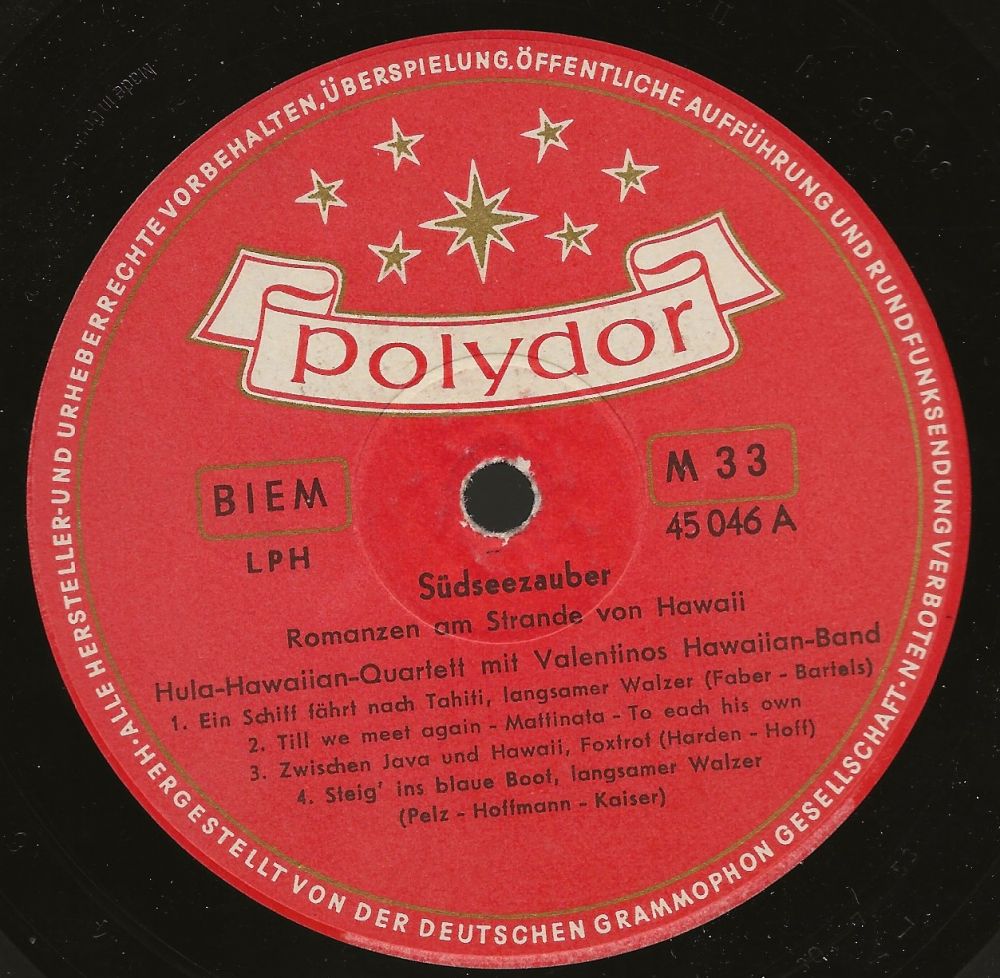 ALLE HERSTELLER- UND URHEBERRECHTE VORBEHALTEN, ÜBERSPIELUNG. ÖFFENTLICHE AUFFÜHRUNG UND RUNDFUNKSENDUNG VERBOTEN •
polydor
BIEM
LPH
M 33
45 046 A
Südseezauber
Romanzen am Strande von Hawaii
Hula-Hawaiian-Quartett mit Valentinos Hawaiian-Band
1. Ein Schiff fährt nach Tahiti, langsamer Walzer (Faber - Bartels)
2. Till we meet again - Mattinata - To each his own
3. Zwischen Java und Hawaii, Foxtrot (Harden - Hoff)
4. Steig' ins blaue Boot, langsamer Walzer
(Pelz - Hoffmann - Kaiser)
HERGESTELLT VON DER DEUTSCHEN GRAMMOPHON GESELLSCHAFT •
Made in